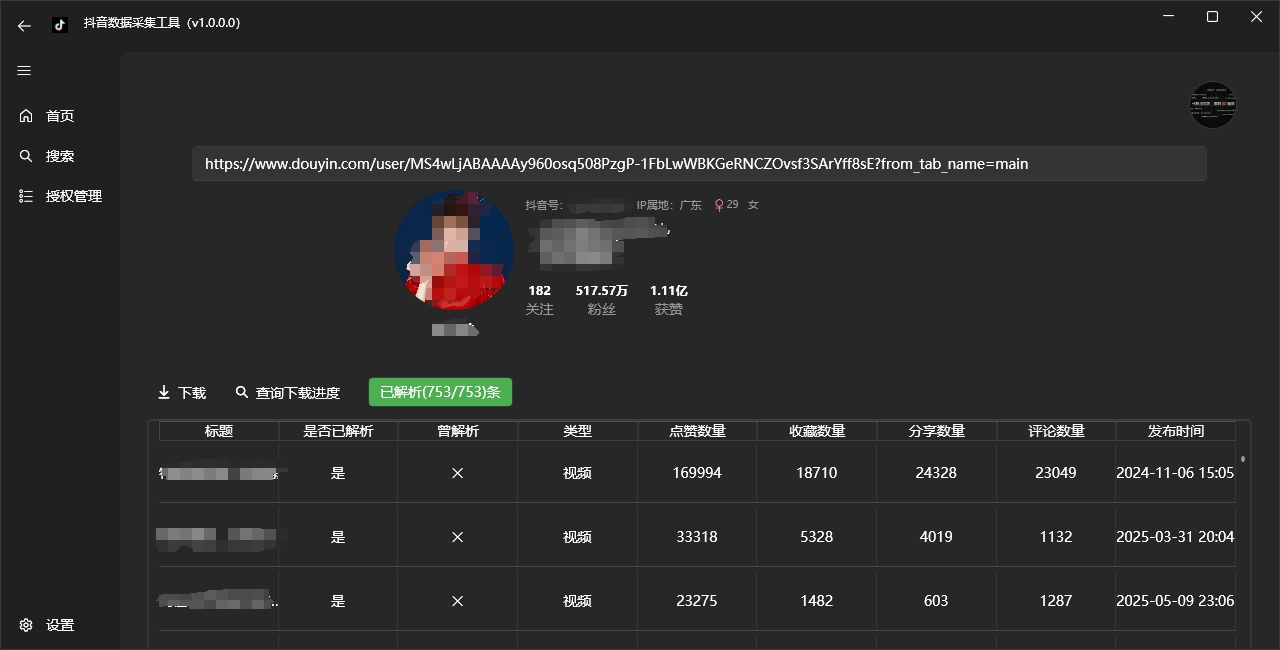 抖音数据采集工具（v1.0.0.0）
首页
搜索
授权管理
https://www.douyin.com/user/MS4wLjABAAAAy960osq508PzgP-1FbLwWBKGeRNCZOvsf3SArYff8sE?from_tab_name=main
抖音号： IP属地：广东 ♀29 女
182 517.57万 1.11亿
关注 粉丝 获赞
下载 查询下载进度 已解析(753/753)条
标题 是否已解析 曾解析 类型 点赞数量 收藏数量 分享数量 评论数量 发布时间
是 视频 169994 18710 24328 23049 2024-11-06 15:05
是 视频 33318 5328 4019 1132 2025-03-31 20:04
是 视频 23275 1482 603 1287 2025-05-09 23:06
设置